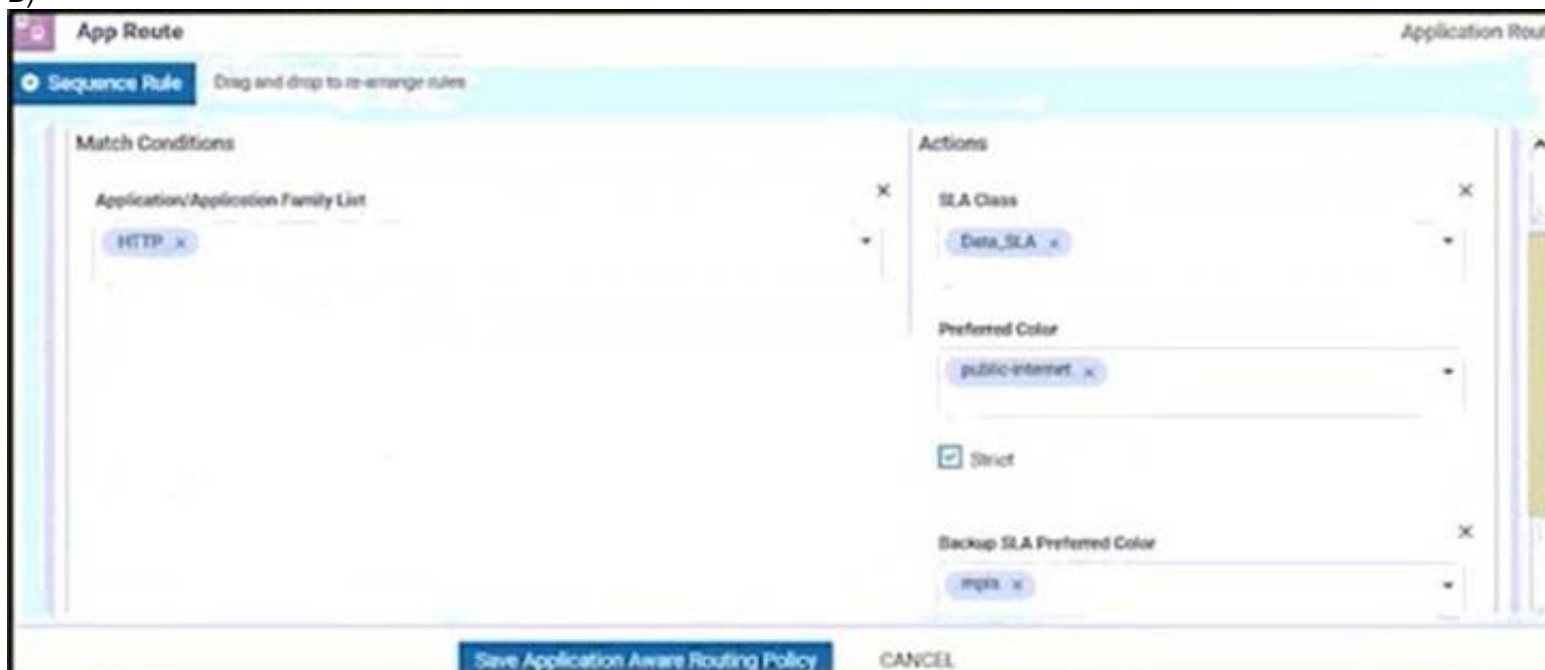 App Route
Application Rout
Sequence Rule Drag and drop to re-arrange rules
Match Conditions
Actions
Application/Application Family List
SLA Class
HTTP ×
Data_SLA ×
Preferred Color
public-internet ×
Strict
Backup SLA Preferred Color
mpls ×
Save Application Aware Routing Policy CANCEL